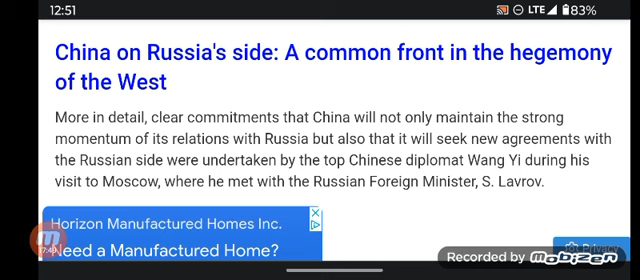 12:51
LTE
83%
China on Russia's side: A common front in the hegemony
of the West
More in detail, clear commitments that China will not only maintain the strong
momentum of its relations with Russia but also that it will seek new agreements with
the Russian side were undertaken by the top Chinese diplomat Wang Yi during his
visit to Moscow, where he met with the Russian Foreign Minister, S. Lavrov.
Horizon Manufactured Homes Inc.
17:49
Need a Manufactured Home?
Privacy
Recorded by Mobizen